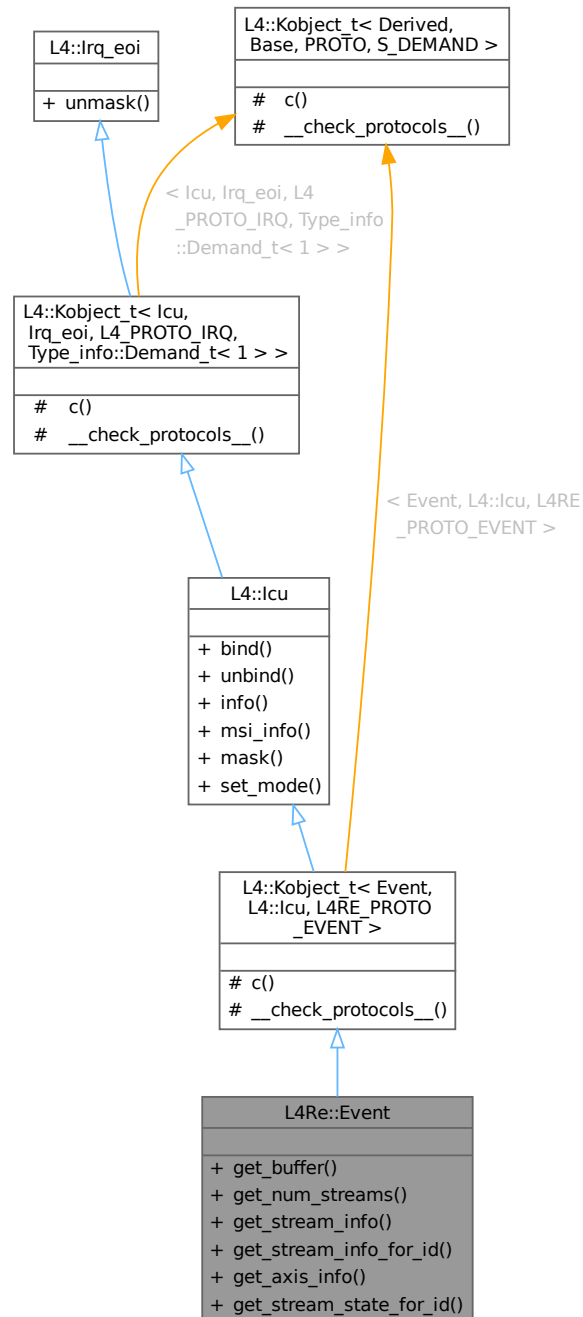 L4::Irq_eoi
+ unmask()
L4::Kobject_t< Derived,
Base, PROTO, S_DEMAND >
# c()
# __check_protocols__()
< Icu, Irq_eoi, L4
_PROTO_IRQ, Type_info
::Demand_t< 1 > >
L4::Kobject_t< Icu,
Irq_eoi, L4_PROTO_IRQ,
Type_info::Demand_t< 1 > >
# c()
# __check_protocols__()
< Event, L4::Icu, L4RE
_PROTO_EVENT >
L4::Icu
+ bind()
+ unbind()
+ info()
+ msi_info()
+ mask()
+ set_mode()
L4::Kobject_t< Event,
L4::Icu, L4RE_PROTO
_EVENT >
# c()
# __check_protocols__()
L4Re::Event
+ get_buffer()
+ get_num_streams()
+ get_stream_info()
+ get_stream_info_for_id()
+ get_axis_info()
+ get_stream_state_for_id()